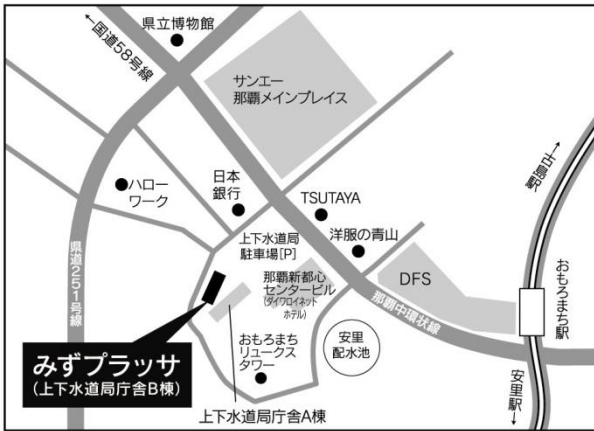 県立博物館
←国道58号線
サンエー
那覇メインプレイス
ハロー
ワーク
日本
銀行
TSUTAYA
洋服の青山
上下水道局
駐車場[P]
那覇新都心
センタービル
(ダイワロイネット
ホテル)
DFS
←古島駅
おもろまち駅
県道251号線
那覇中環状線
みずプラッサ
(上下水道局庁舎B棟)
おもろまち
リュークス
タワー
安里
配水池
上下水道局庁舎A棟
安里駅→